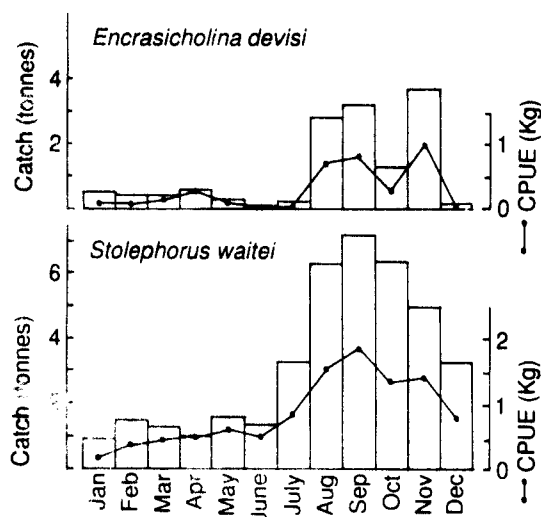 Encrasicholina devisi
Catch (tonnes)
4
2
1
0
CPUE (Kg)
Stolephorus waitei
Catch (tonnes)
6
4
2
1
0
CPUE (Kg)
Jan Feb Mar Apr May June July Aug Sep Oct Nov Dec